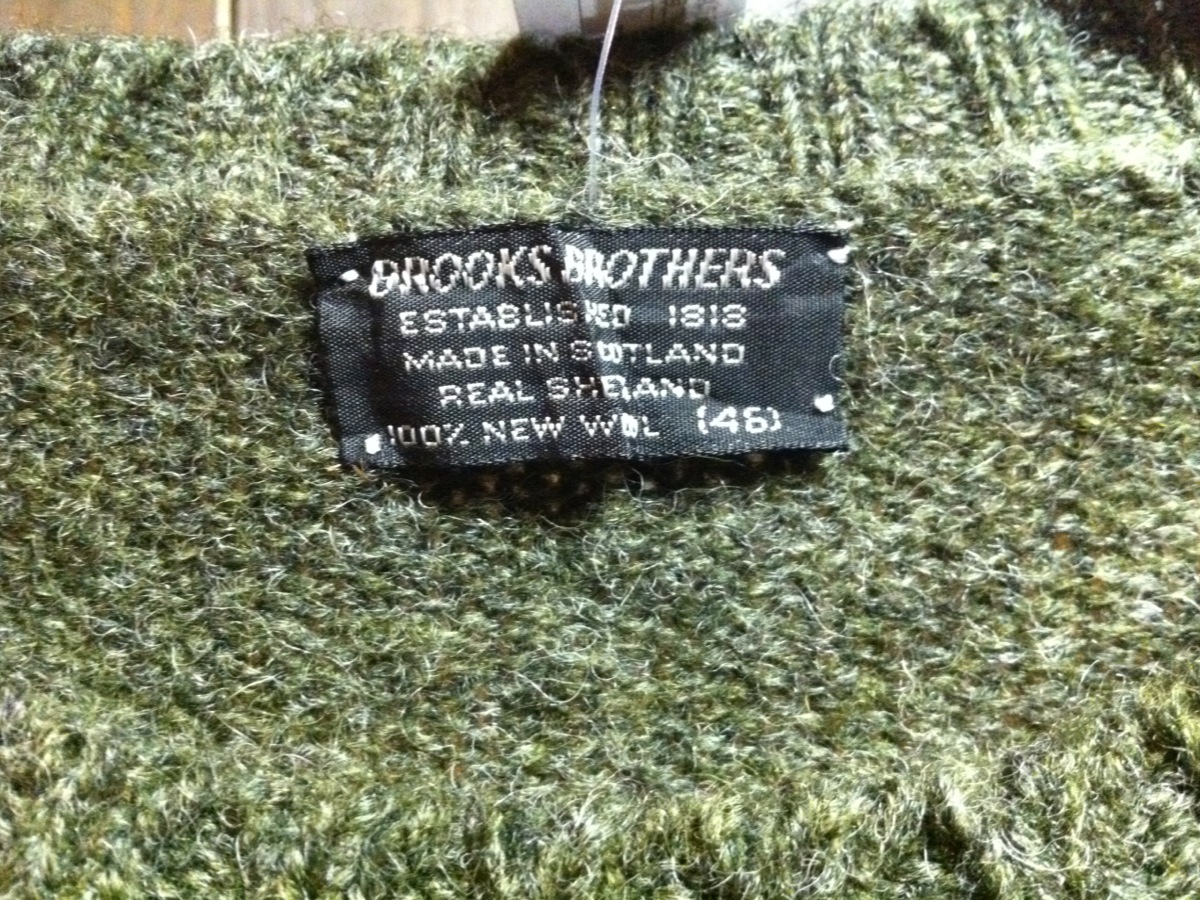 BROOKS BROTHERS
ESTABLISHED 1818
MADE IN SCOTLAND
REAL SHETLAND
100% NEW WOOL (46)